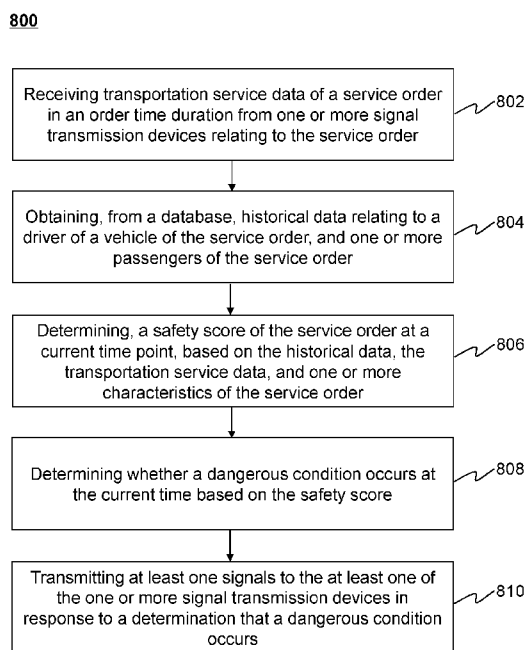 800
Receiving transportation service data of a service order
in an order time duration from one or more signal
transmission devices relating to the service order
802
Obtaining, from a database, historical data relating to a
driver of a vehicle of the service order, and one or more
passengers of the service order
804
Determining, a safety score of the service order at a
current time point, based on the historical data, the
transportation service data, and one or more
characteristics of the service order
806
Determining whether a dangerous condition occurs at
the current time based on the safety score
808
Transmitting at least one signals to the at least one of
the one or more signal transmission devices in
response to a determination that a dangerous condition
occurs
810